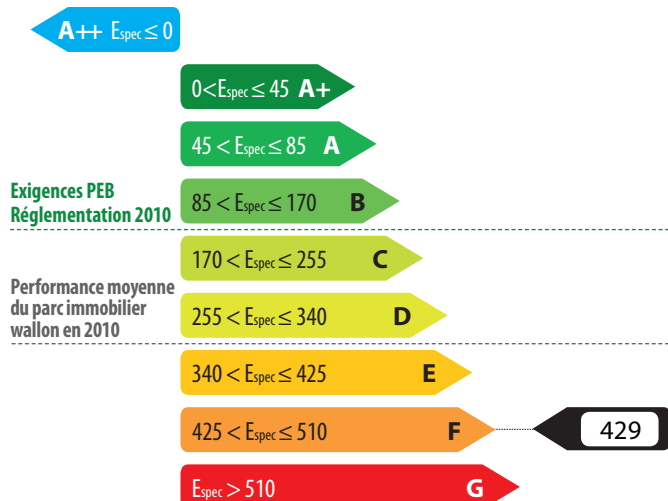 A++ Espec ≤ 0
0<Espec ≤ 45 A+
45 < Espec ≤ 85 A
Exigences PEB
Réglementation 2010
85 < Espec ≤ 170 B
170 < Espec ≤ 255 C
Performance moyenne
du parc immobilier
wallon en 2010
255 < Espec ≤ 340 D
340 < Espec ≤ 425 E
425 < Espec ≤ 510 F
429
Espec > 510 G